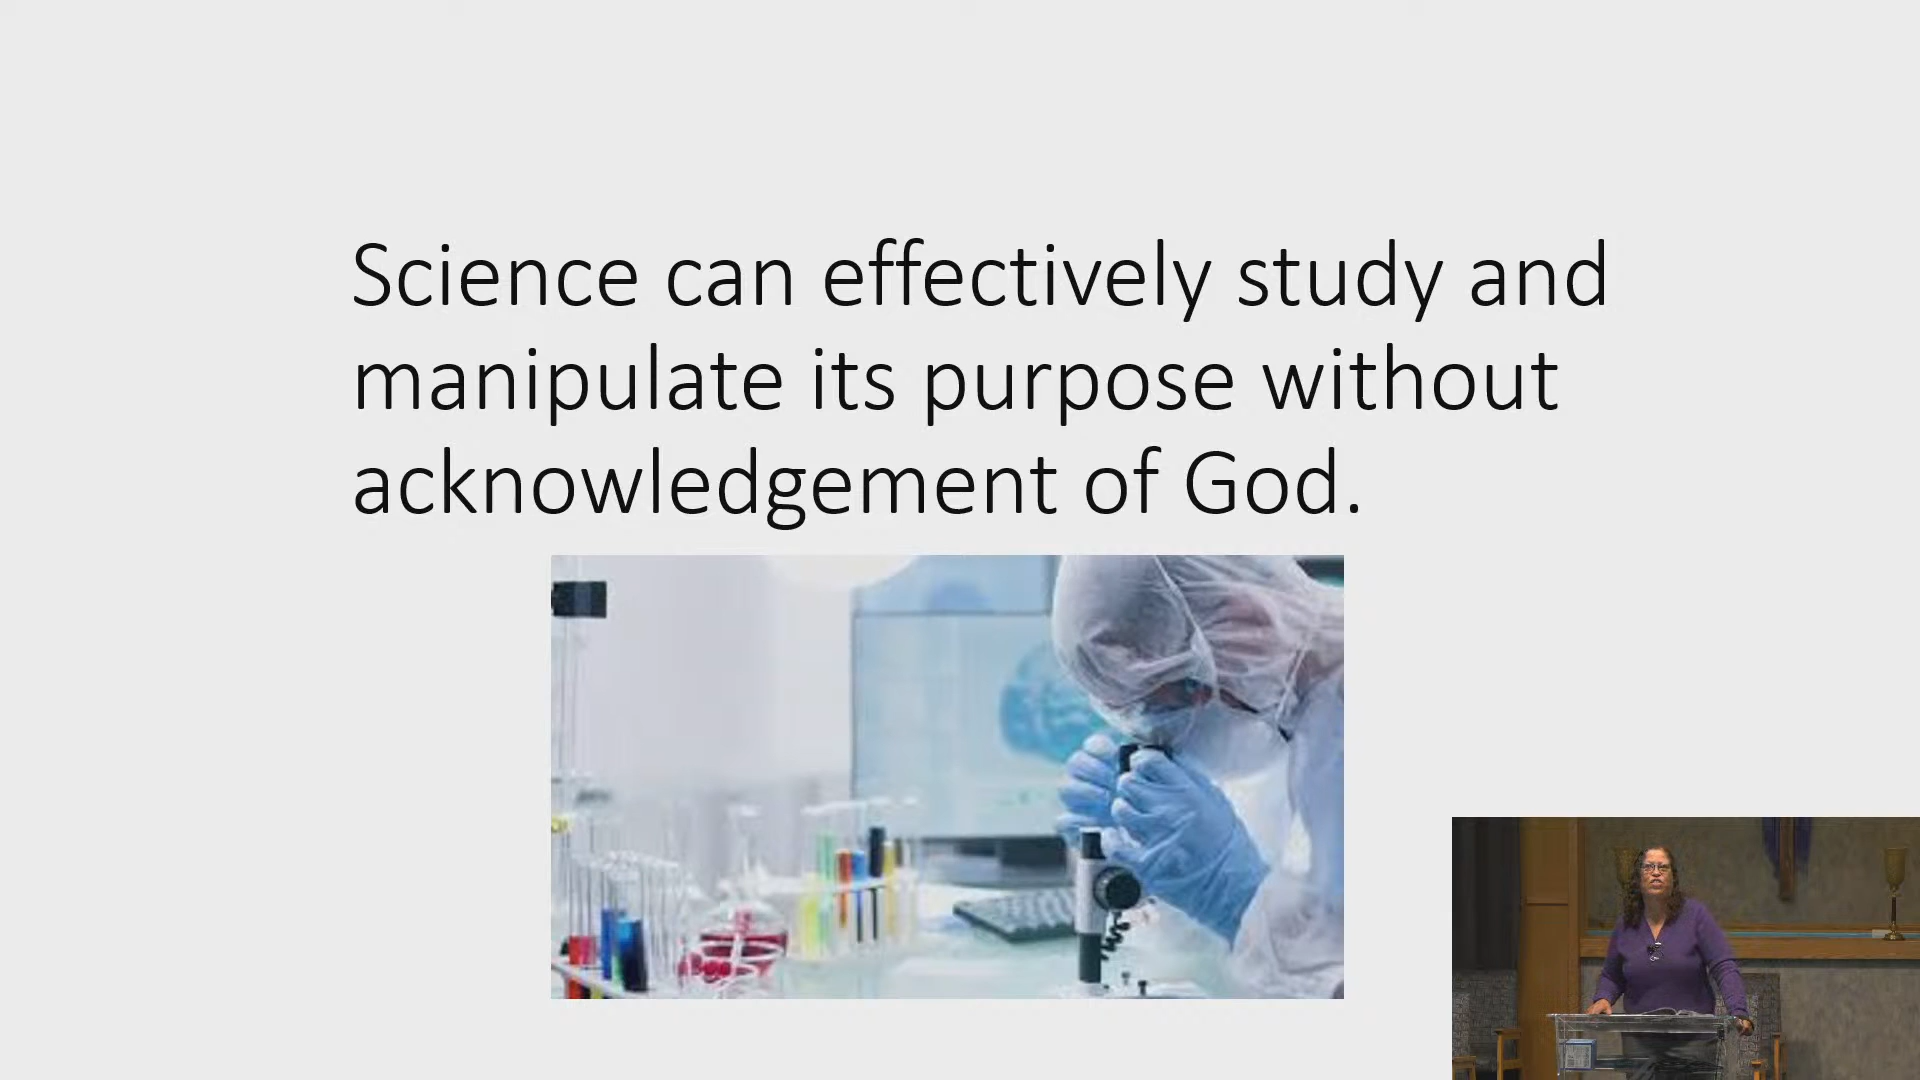 Science can effectively study and
manipulate its purpose without
acknowledgement of God.